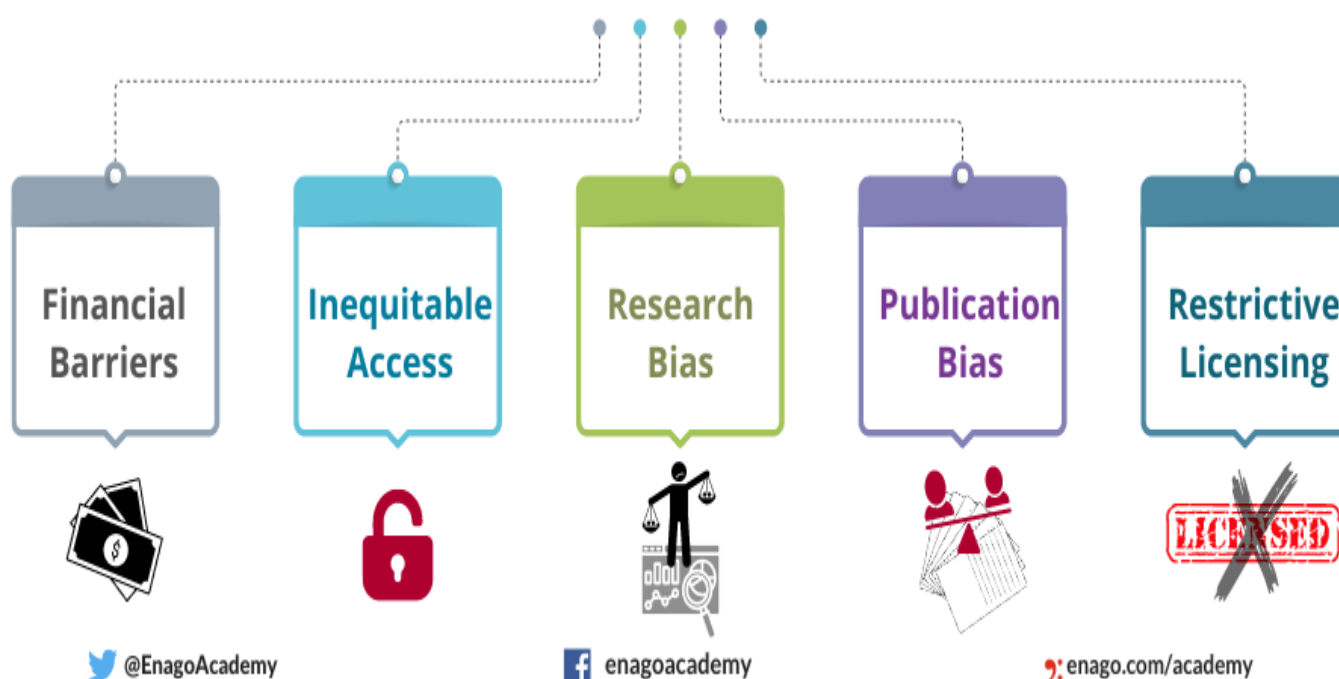 Financial
Barriers
Inequitable
Access
Research
Bias
Publication
Bias
Restrictive
Licensing
$
LICENSED
@EnagoAcademy
enagoacademy
enago.com/academy